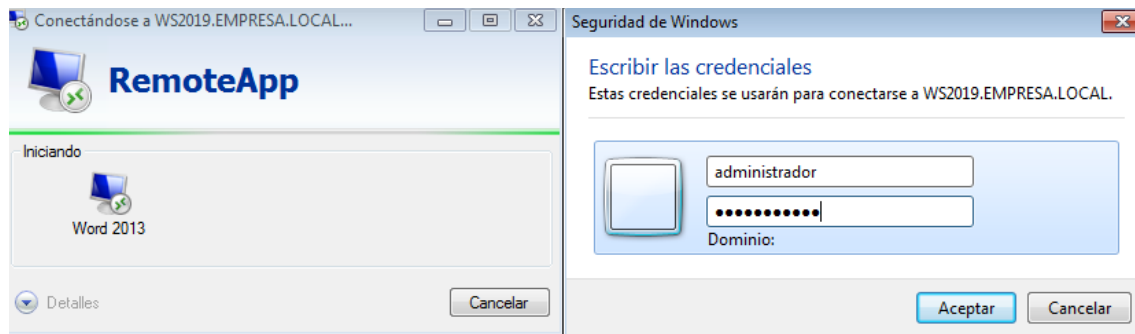 Conectándose a WS2019.EMPRESA.LOCAL...
RemoteApp
Iniciando
Word 2013
Detalles
Cancelar
Seguridad de Windows
Escribir las credenciales
Estas credenciales se usarán para conectarse a WS2019.EMPRESA.LOCAL.
administrador
●●●●●●●●●●●
Dominio:
Aceptar
Cancelar